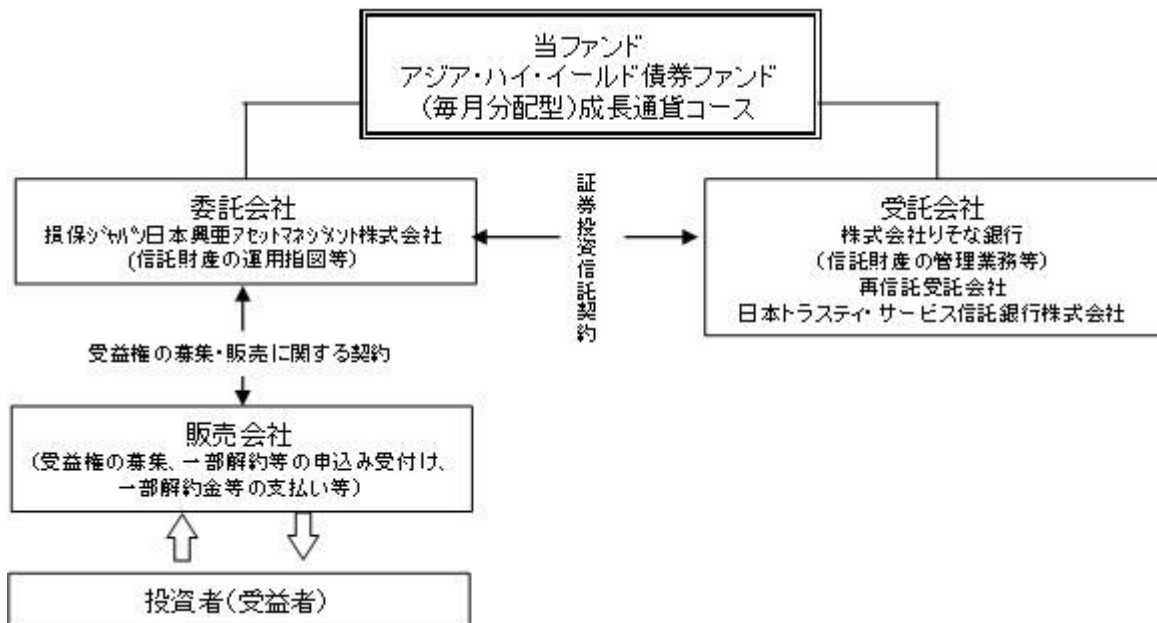 当ファンド
アジア・ハイ・イールド債券ファンド
(毎月分配型)成長通貨コース
委託会社
損保ｼﾞｬﾊﾟﾝ日本興亜ｱｾｯﾄﾏﾈｼﾞﾒﾝﾄ株式会社
(信託財産の運用指図等)
証券投資信託契約
受託会社
株式会社りそな銀行
(信託財産の管理業務等)
再信託受託会社
日本トラスティ・サービス信託銀行株式会社
受益権の募集・販売に関する契約
販売会社
(受益権の募集、一部解約等の申込み受付け、
一部解約金等の支払い等)
投資者(受益者)